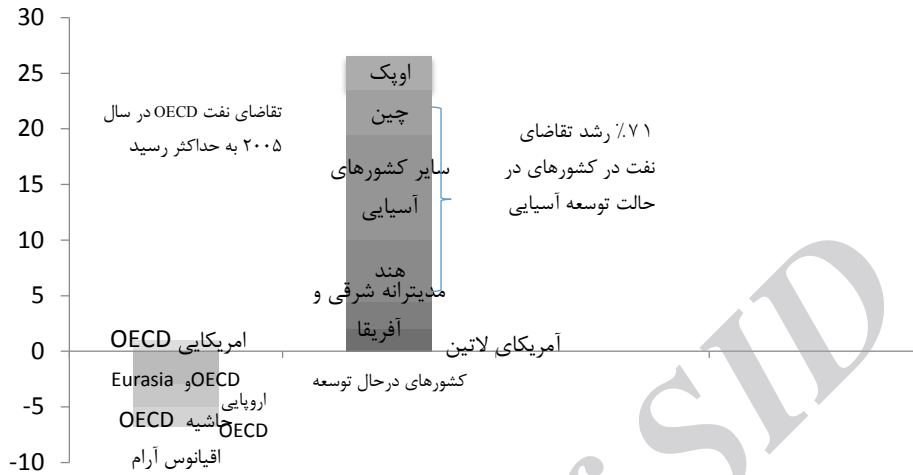 30
25
20
15
10
5
0
-5
-10
تقاضای نفت OECD در سال
۲۰۰۵ به حداکثر رسید
اوپک
چین
سایر کشورهای
آسیایی
هند
مدیترانه شرقی و
آفریقا
آمریکای لاتین
۷۱٪ رشد تقاضای
نفت در کشورهای در
حالت توسعه آسیایی
امریکایی OECD
OECD و Eurasia
اروپایی
OECD
حاشیه OECD
اقیانوس آرام
کشورهای درحال توسعه
SID